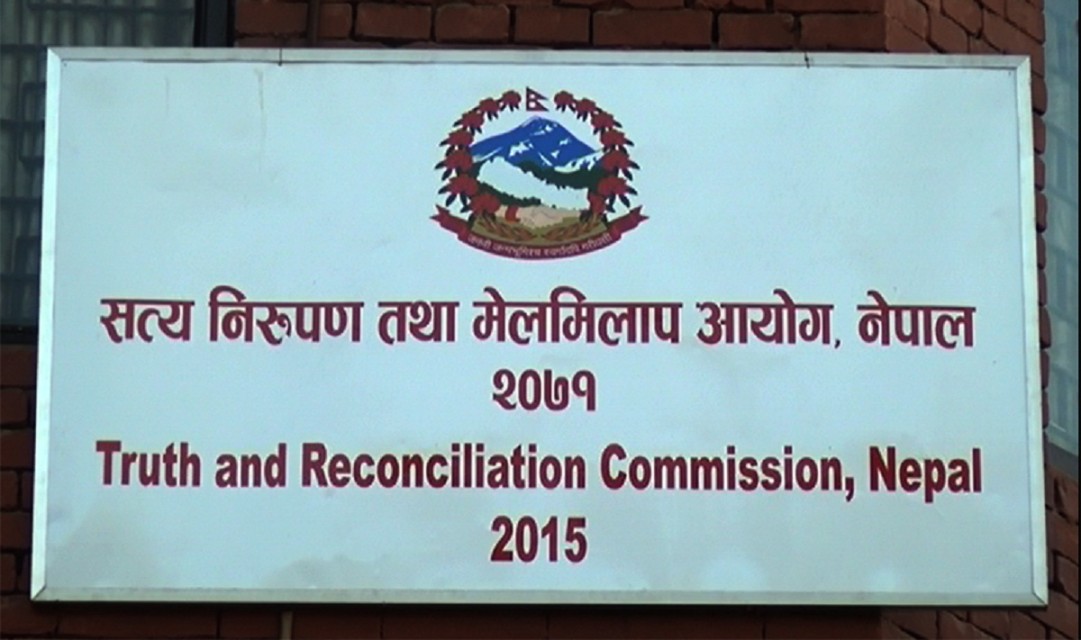 सत्य निरुपण तथा मेलमिलाप आयोग, नेपाल
२०७१
Truth and Reconciliation Commission, Nepal
2015